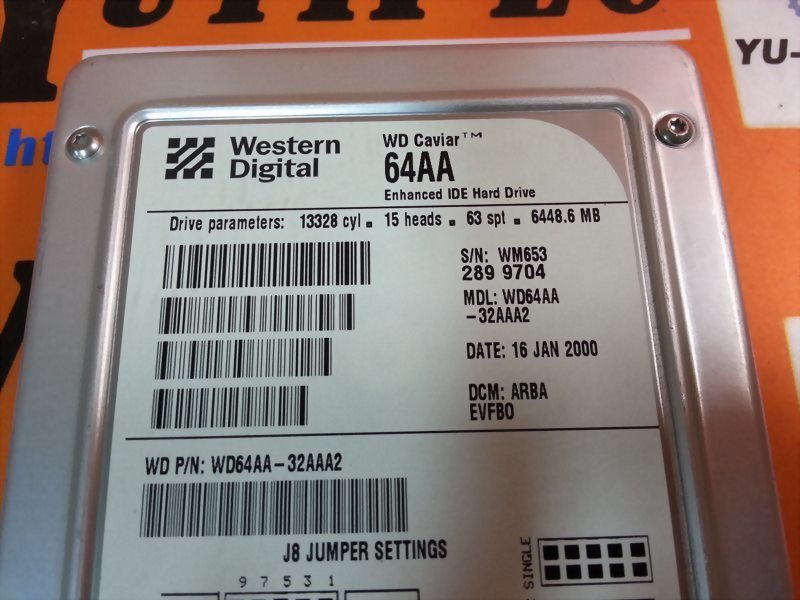 YU-
Western
Digital
WD Caviar™
64AA
Enhanced IDE Hard Drive
Drive parameters: 13328 cyl ■ 15 heads ■ 63 spt ■ 6448.6 MB
S/N: WM653
289 9704
MDL: WD64AA
-32AAA2
DATE: 16 JAN 2000
DCM: ARBA
EVFBO
WD P/N: WD64AA-32AAA2
J8 JUMPER SETTINGS
9 7 5 3 1
SINGLE